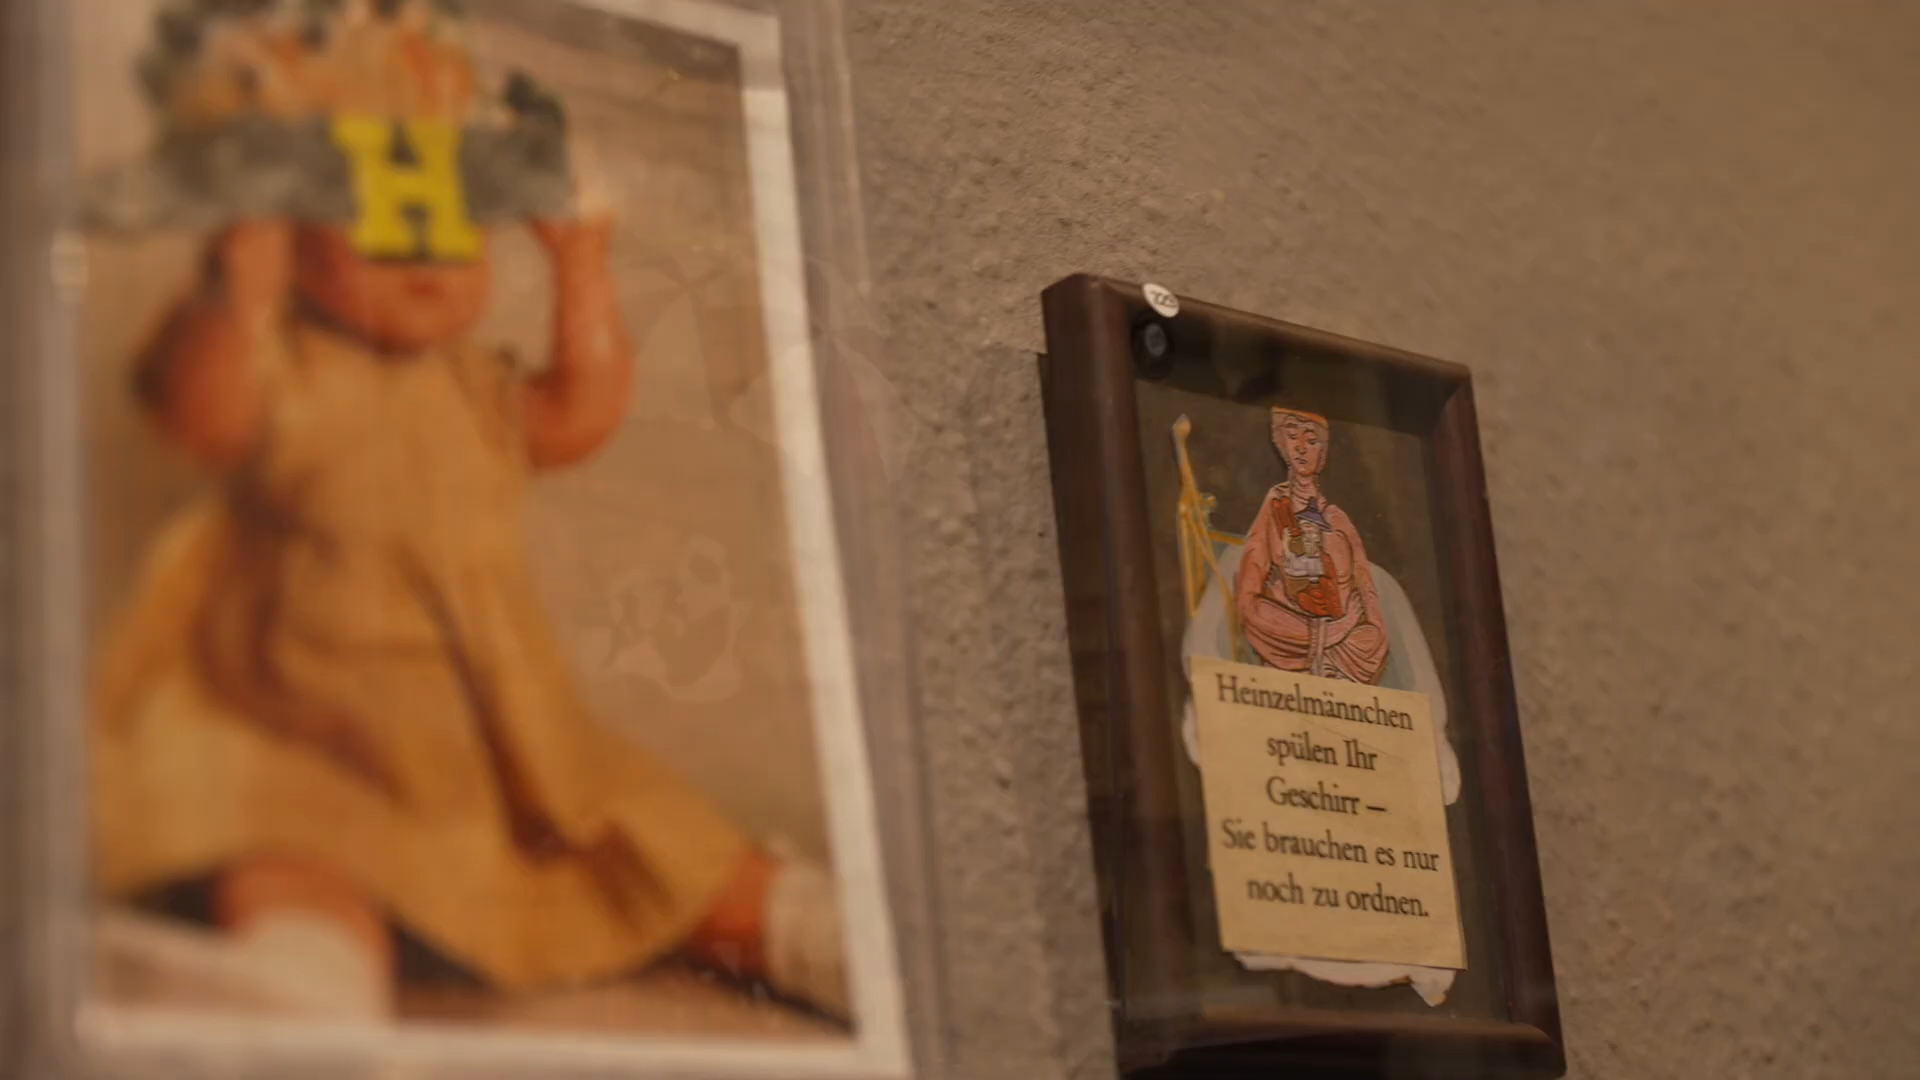 H
Heinzelmännchen
spülen Ihr
Geschirr –
Sie brauchen es nur
noch zu ordnen.